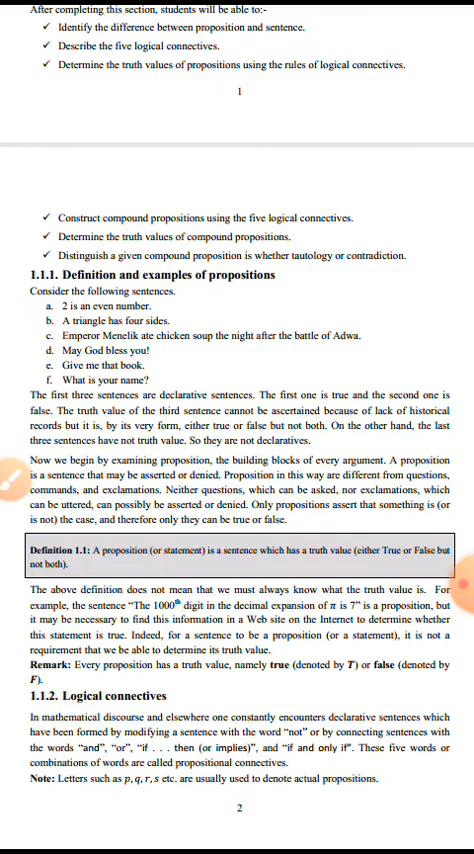 After completing this section, students will be able to:-
✓ Identify the difference between proposition and sentence.
✓ Describe the five logical connectives.
✓ Determine the truth values of propositions using the rules of logical connectives.
1
✓ Construct compound propositions using the five logical connectives.
✓ Determine the truth values of compound propositions.
✓ Distinguish a given compound proposition is whether tautology or contradiction.
1.1.1. Definition and examples of propositions
Consider the following sentences.
a. 2 is an even number.
b. A triangle has four sides.
c. Emperor Menelik ate chicken soup the night after the battle of Adwa.
d. May God bless you!
e. Give me that book.
f. What is your name?
The first three sentences are declarative sentences. The first one is true and the second one is
false. The truth value of the third sentence cannot be ascertained because of lack of historical
records but it is, by its very form, either true or false but not both. On the other hand, the last
three sentences have not truth value. So they are not declaratives.
Now we begin by examining proposition, the building blocks of every argument. A proposition
is a sentence that may be asserted or denied. Proposition in this way are different from questions,
commands, and exclamations. Neither questions, which can be asked, nor exclamations, which
can be uttered, can possibly be asserted or denied. Only propositions assert that something is (or
is not) the case, and therefore only they can be true or false.
Definition 1.1: A proposition (or statement) is a sentence which has a truth value (either True or False but
not both).
The above definition does not mean that we must always know what the truth value is. For
example, the sentence “The 1000th digit in the decimal expansion of π is 7” is a proposition, but
it may be necessary to find this information in a Web site on the Internet to determine whether
this statement is true. Indeed, for a sentence to be a proposition (or a statement), it is not a
requirement that we be able to determine its truth value.
Remark: Every proposition has a truth value, namely true (denoted by T) or false (denoted by
F).
1.1.2. Logical connectives
In mathematical discourse and elsewhere one constantly encounters declarative sentences which
have been formed by modifying a sentence with the word “not” or by connecting sentences with
the words “and”, “or”, “if . . . then (or implies)”, and “if and only if”. These five words or
combinations of words are called propositional connectives.
Note: Letters such as p, q, r, s etc. are usually used to denote actual propositions.
2